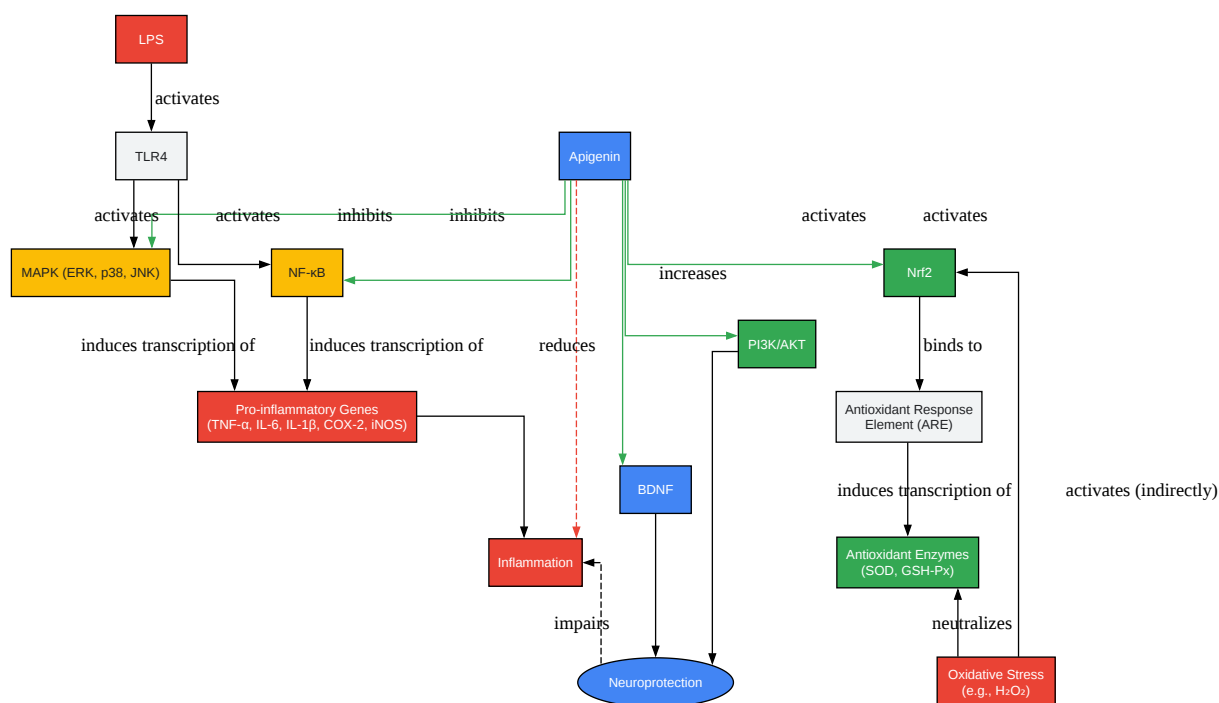 LPS
activates
TLR4
Apigenin
activates
activates
inhibits
inhibits
activates
activates
MAPK (ERK, p38, JNK)
NF-κB
increases
Nrf2
induces transcription of
induces transcription of
reduces
PI3K/AKT
binds to
Pro-inflammatory Genes
(TNF-α, IL-6, IL-1β, COX-2, iNOS)
Antioxidant Response
Element (ARE)
BDNF
induces transcription of
activates (indirectly)
Inflammation
Antioxidant Enzymes
(SOD, GSH-Px)
impairs
neutralizes
Neuroprotection
Oxidative Stress
(e.g., H₂O₂)